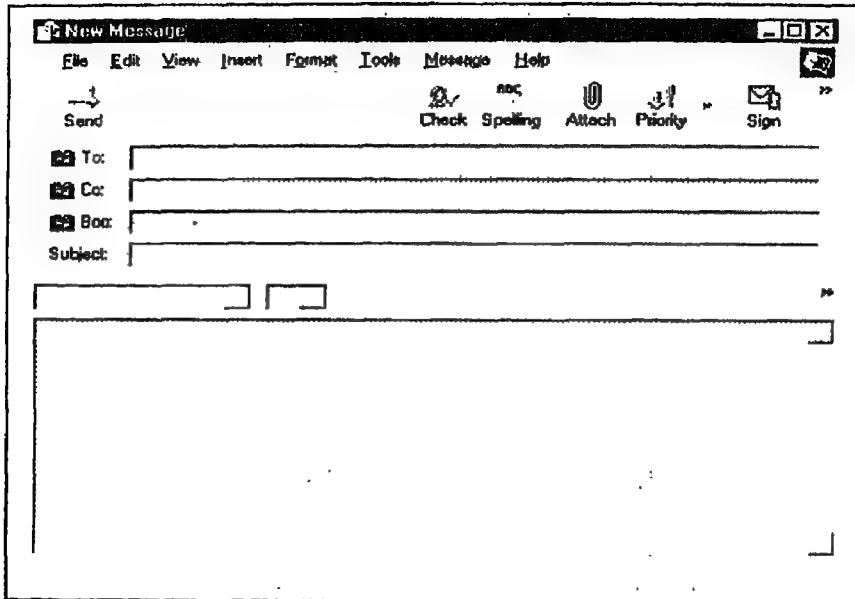 New Message
File Edit View Insert Format Tools Message Help
ABC
Send Check Spelling Attach Priority » Sign »
To:
Cc:
Bcc:
Subject:
»